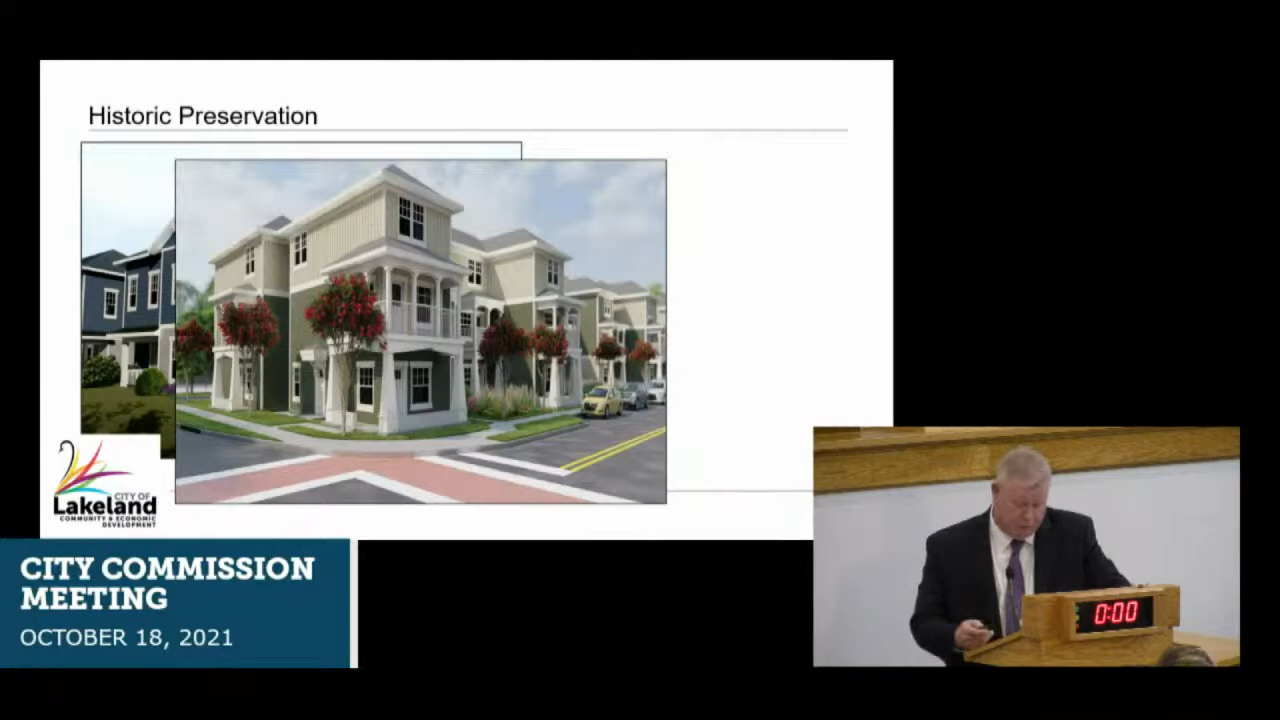 Historic Preservation
CITY OF
Lakeland
COMMUNITY & ECONOMIC
DEVELOPMENT
CITY COMMISSION
MEETING
OCTOBER 18, 2021
0:00